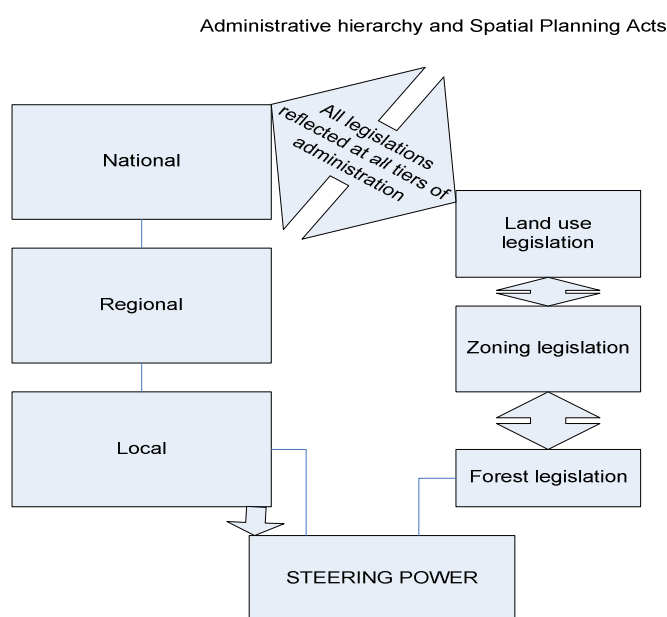 Administrative hierarchy and Spatial Planning Acts
National
All legislations
reflected at all tiers of
administration
Land use
legislation
Regional
Zoning legislation
Local
Forest legislation
STEERING POWER